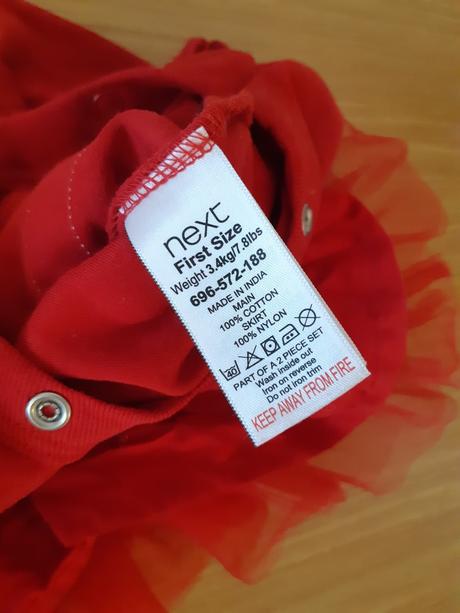 next
First Size
Weight 3.4kg/7.8lbs
696-572-188
MADE IN INDIA
MAIN
100% COTTON
SKIRT
100% NYLON
40
PART OF A 2 PIECE SET
Wash inside out
Iron on reverse
Do not iron trim
KEEP AWAY FROM FIRE